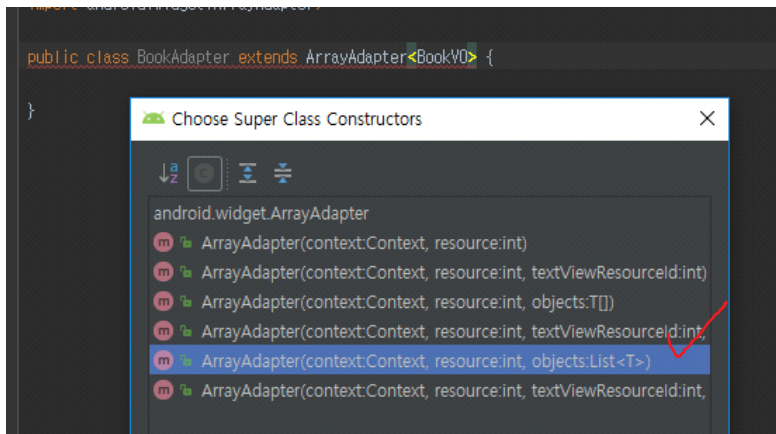 public class BookAdapter extends ArrayAdapter<BookVO> {
}
Choose Super Class Constructors
android.widget.ArrayAdapter
m ArrayAdapter(context:Context, resource:int)
m ArrayAdapter(context:Context, resource:int, textViewResourceId:int)
m ArrayAdapter(context:Context, resource:int, objects:T[])
m ArrayAdapter(context:Context, resource:int, textViewResourceId:int,
m ArrayAdapter(context:Context, resource:int, objects:List<T>)
m ArrayAdapter(context:Context, resource:int, textViewResourceId:int,